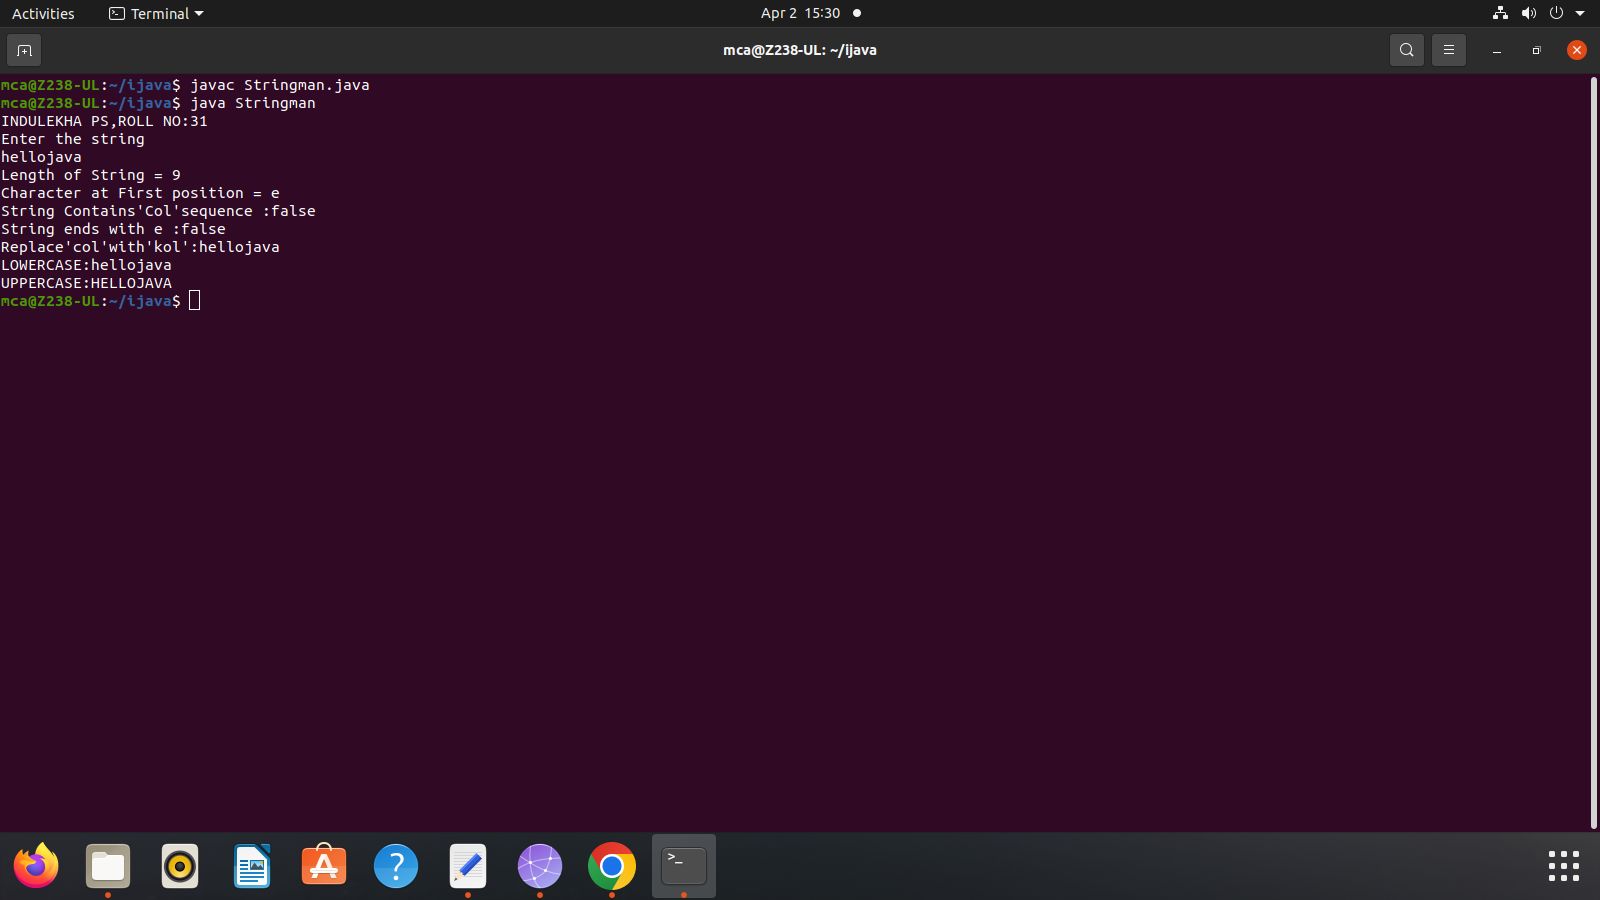 Activities
Terminal
Apr 2 15:30
mca@Z238-UL: ~/ijava
mca@Z238-UL:~/ijava$ javac Stringman.java
mca@Z238-UL:~/ijava$ java Stringman
INDULEKHA PS,ROLL NO:31
Enter the string
hellojava
Length of String = 9
Character at First position = e
String Contains'Col'sequence :false
String ends with e :false
Replace'col'with'kol':hellojava
LOWERCASE:hellojava
UPPERCASE:HELLOJAVA
mca@Z238-UL:~/ijava$